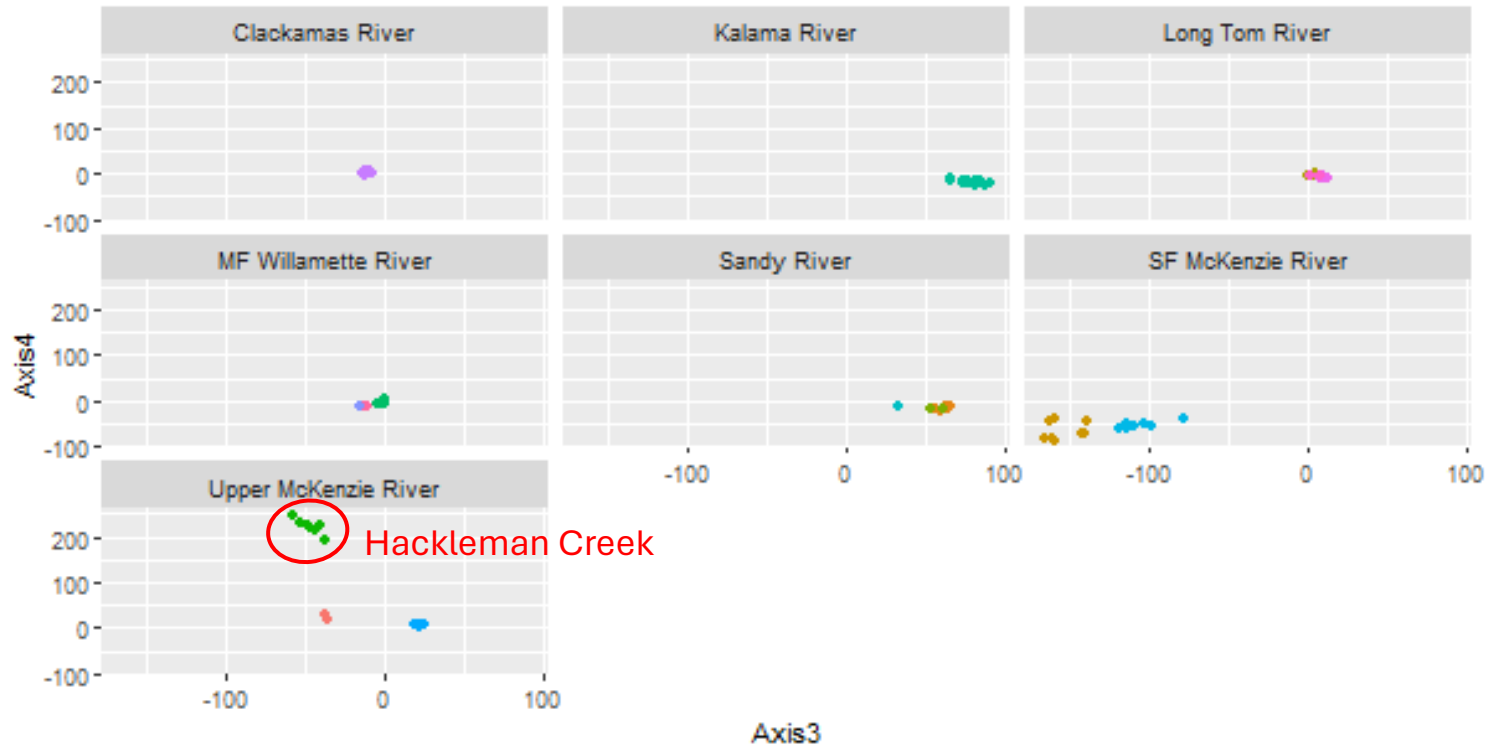 Clackamas River
Kalama River
Long Tom River
200
100
0
-100
MF Willamette River
Sandy River
SF McKenzie River
200
100
0
-100
-100 0 100
-100 0 100
Upper McKenzie River
Hackleman Creek
200
100
0
-100
-100 0 100
Axis4
Axis3